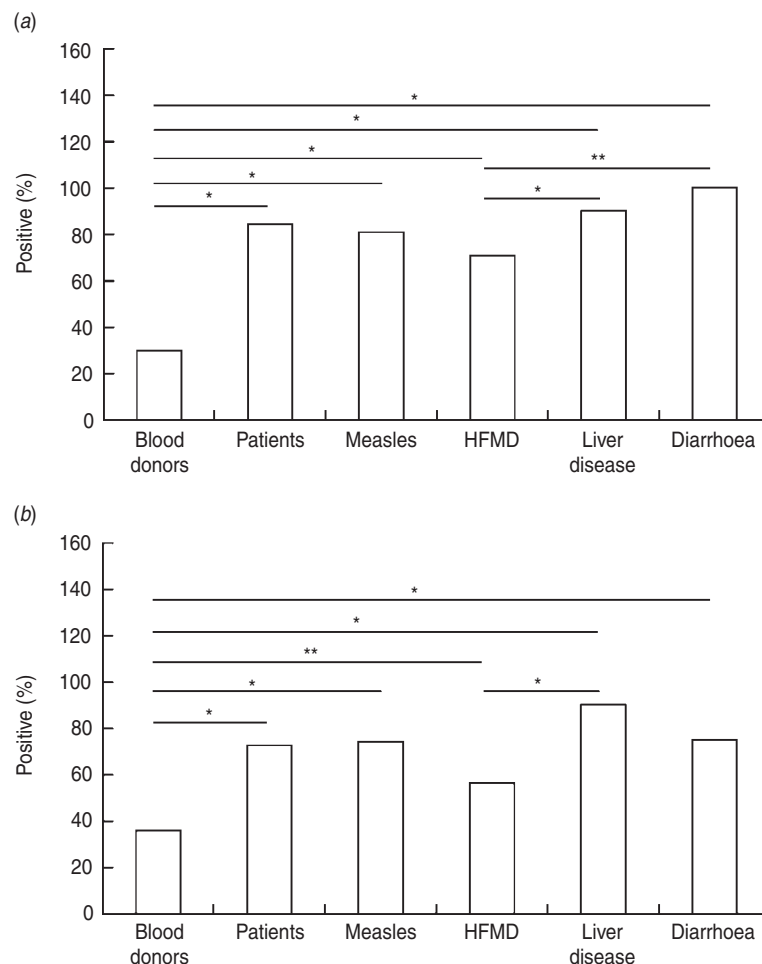 (a)
160
140
120
100
80
60
40
20
0
Positive (%)
*
*
*
*
*
**
*
Blood donors
Patients
Measles
HFMD
Liver disease
Diarrhoea
(b)
160
140
120
100
80
60
40
20
0
Positive (%)
*
*
**
*
*
*
Blood donors
Patients
Measles
HFMD
Liver disease
Diarrhoea